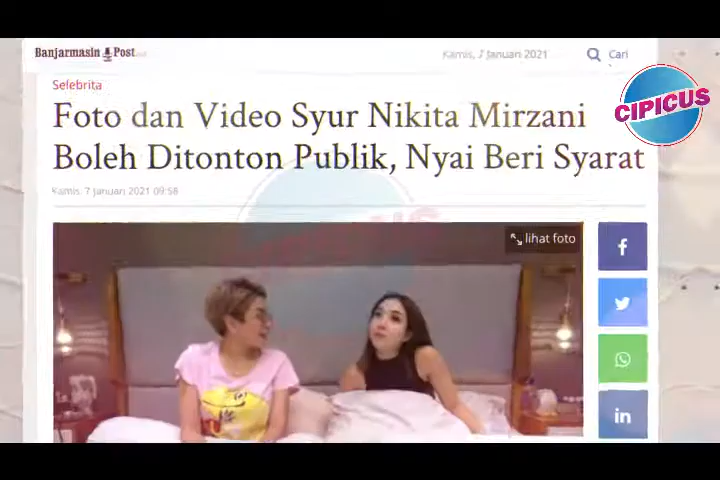 Banjarmasin Post
Kamis, 7 Januari 2021
Cari
Selebrita
Foto dan Video Syur Nikita Mirzani
Boleh Ditonton Publik, Nyai Beri Syarat
Kamis, 7 Januari 2021 09:58
CIPICUS
lihat foto